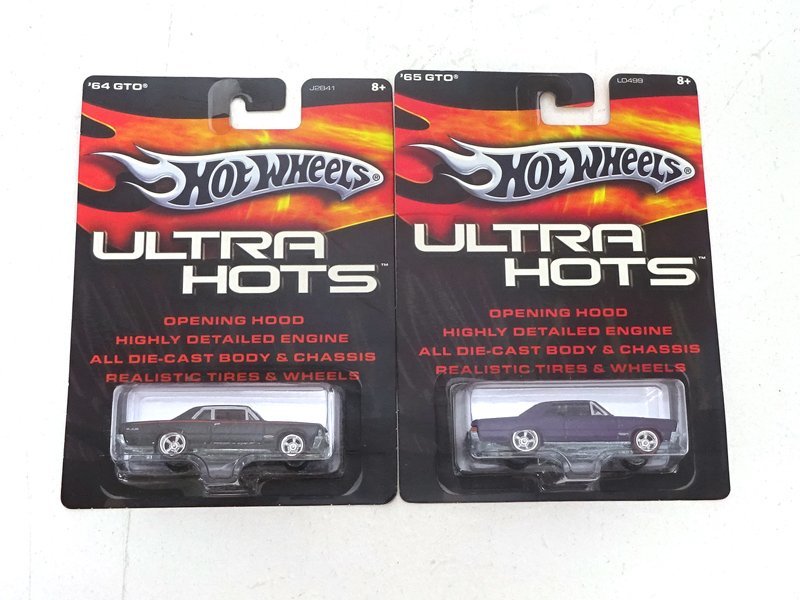 '64 GTO® J2841 8+
HOT WHEELS®
ULTRA
HOTS™
OPENING HOOD
HIGHLY DETAILED ENGINE
ALL DIE-CAST BODY & CHASSIS
REALISTIC TIRES & WHEELS
'65 GTO® LD499 8+
HOT WHEELS®
ULTRA
HOTS™
OPENING HOOD
HIGHLY DETAILED ENGINE
ALL DIE-CAST BODY & CHASSIS
REALISTIC TIRES & WHEELS